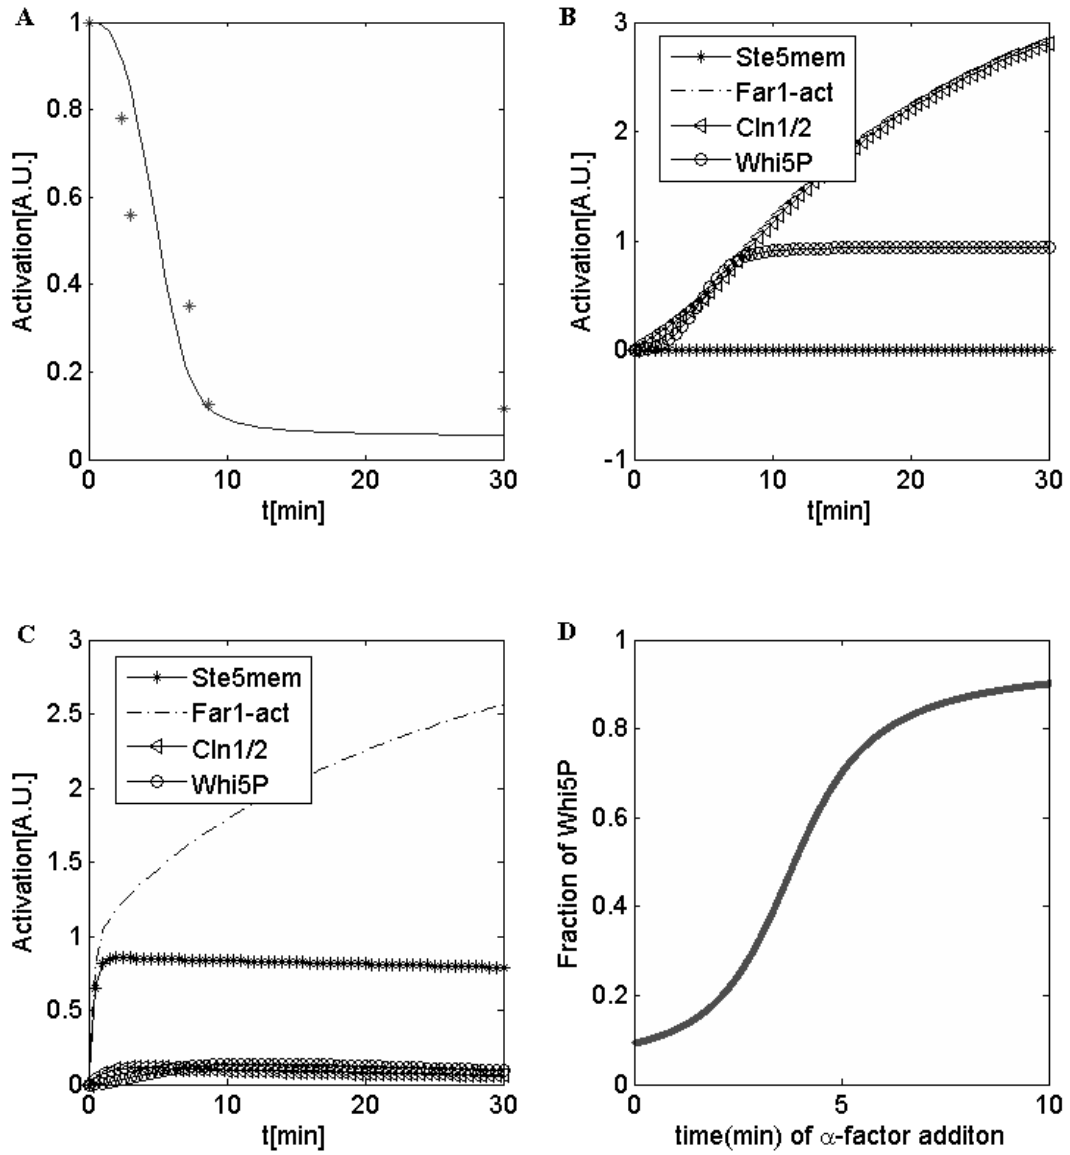 A
Activation[A.U.]
1
0.8
0.6
0.4
0.2
0
0
10
20
30
t[min]
B
Activation[A.U.]
3
2
1
0
-1
Ste5mem
Far1-act
Cln1/2
Whi5P
0
10
20
30
t[min]
C
Activation[A.U.]
3
2.5
2
1.5
1
0.5
0
Ste5mem
Far1-act
Cln1/2
Whi5P
0
10
20
30
t[min]
D
Fraction of Whi5P
1
0.8
0.6
0.4
0.2
0
0
5
10
time(min) of α-factor additon